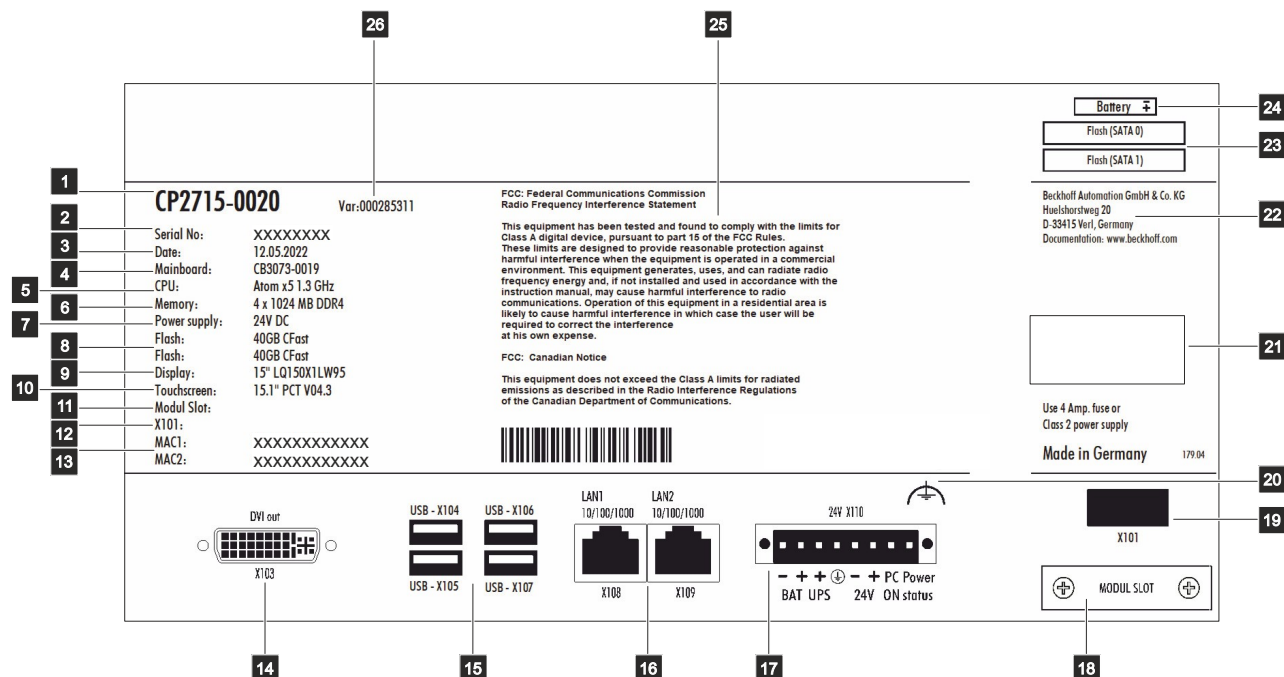 26
25
Battery
24
Flash (SATA 0)
23
Flash (SATA 1)
1
CP2715-0020
Var:000285311
2
Serial No: XXXXXXXX
3
Date: 12.05.2022
4
Mainboard: CB3073-0019
5
CPU: Atom x5 1.3 GHz
6
Memory: 4 x 1024 MB DDR4
7
Power supply: 24V DC
8
Flash: 40GB CFast
Flash: 40GB CFast
9
Display: 15" LQ150X1LW95
10
Touchscreen: 15.1" PCT V04.3
11
Modul Slot:
12
X101:
MAC1: XXXXXXXXXXXX
13
MAC2: XXXXXXXXXXXX
FCC: Federal Communications Commission
Radio Frequency Interference Statement
This equipment has been tested and found to comply with the limits for
Class A digital device, pursuant to part 15 of the FCC Rules.
These limits are designed to provide reasonable protection against
harmful interference when the equipment is operated in a commercial
environment. This equipment generates, uses, and can radiate radio
frequency energy and, if not installed and used in accordance with the
instruction manual, may cause harmful interference to radio
communications. Operation of this equipment in a residential area is
likely to cause harmful interference in which case the user will be
required to correct the interference
at his own expense.
FCC: Canadian Notice
This equipment does not exceed the Class A limits for radiated
emissions as described in the Radio Interference Regulations
of the Canadian Department of Communications.
Beckhoff Automation GmbH & Co. KG
Huelshorstweg 20
D-33415 Verl, Germany
Documentation: www.beckhoff.com
22
21
Use 4 Amp. fuse or
Class 2 power supply
Made in Germany
179 04
20
DVI out
X103
USB - X104
USB - X106
USB - X105
USB - X107
LAN1
10/100/1000
LAN2
10/100/1000
X108
X109
24V X110
- + + - + PC Power
BAT UPS 24V ON status
19
X101
MODUL SLOT
14
15
16
17
18